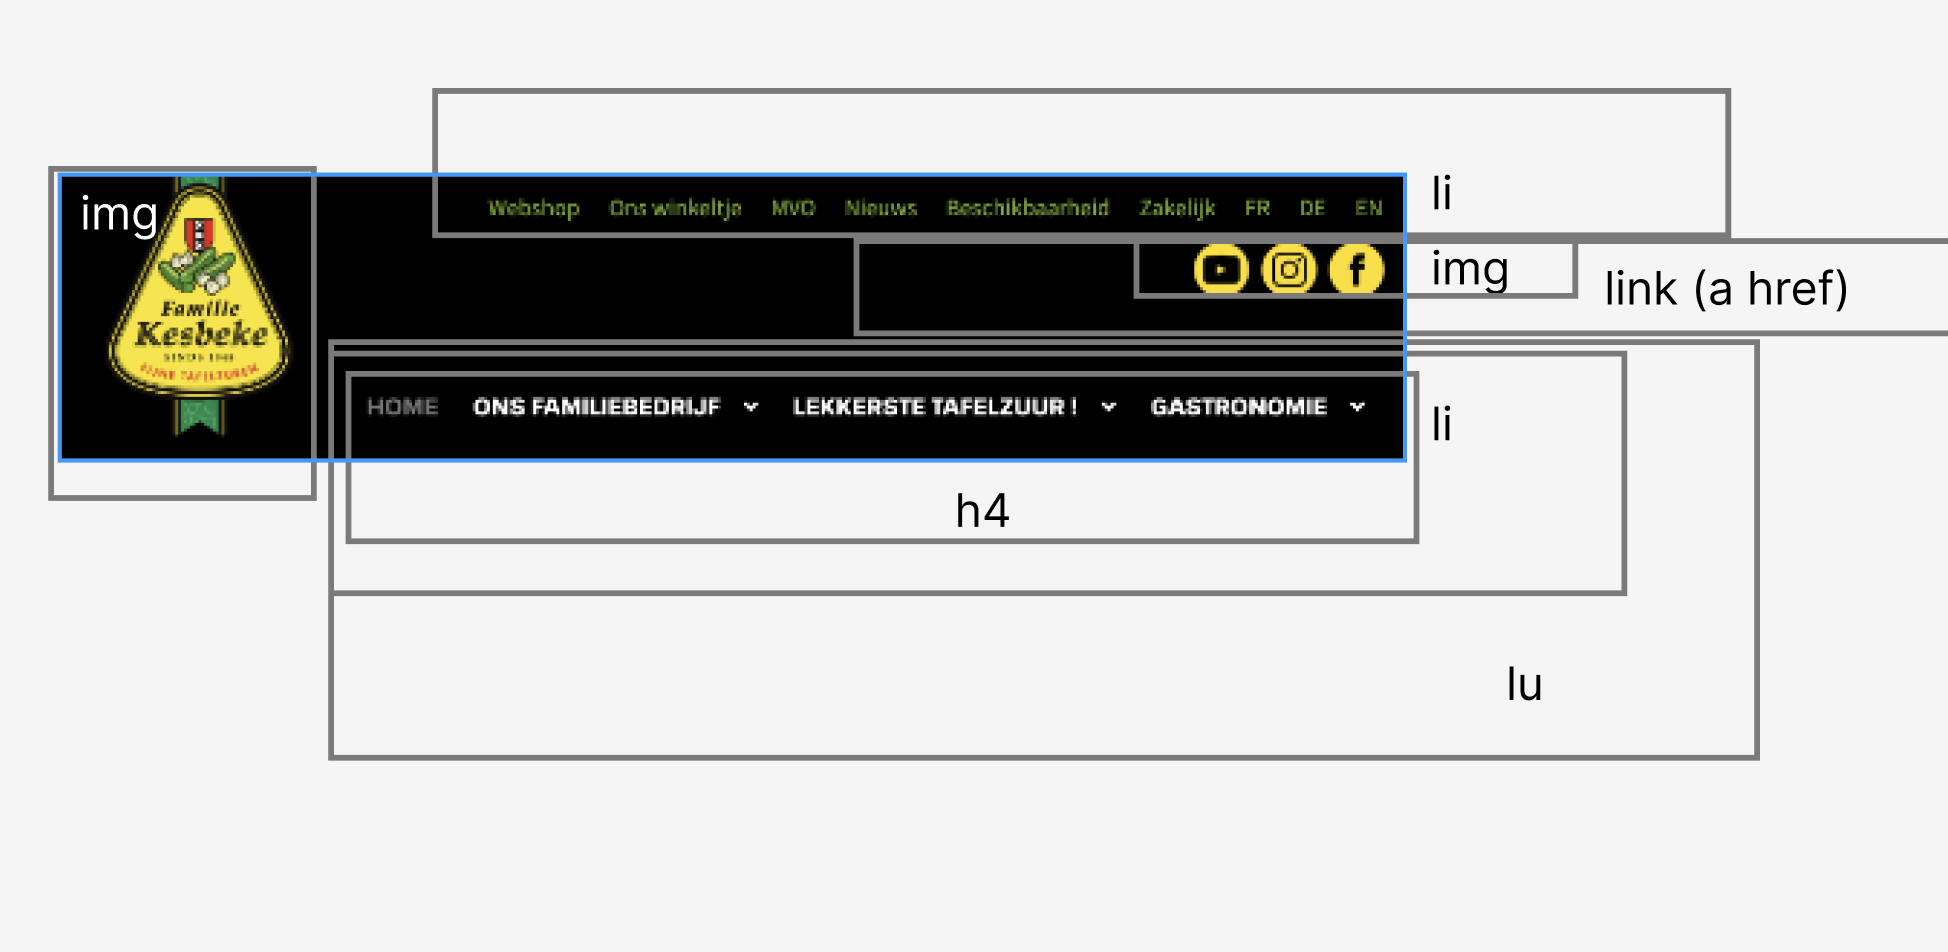 img
Familie
Kesbeke
SINDS 1948
FIJNE TAFELZUREN
Webshop Ons winkeltje MVO Nieuws Beschikbaarheid Zakelijk FR DE EN
li
img
link (a href)
HOME ONS FAMILIEBEDRIJF LEKKERSTE TAFELZUUR ! GASTRONOMIE
li
h4
lu